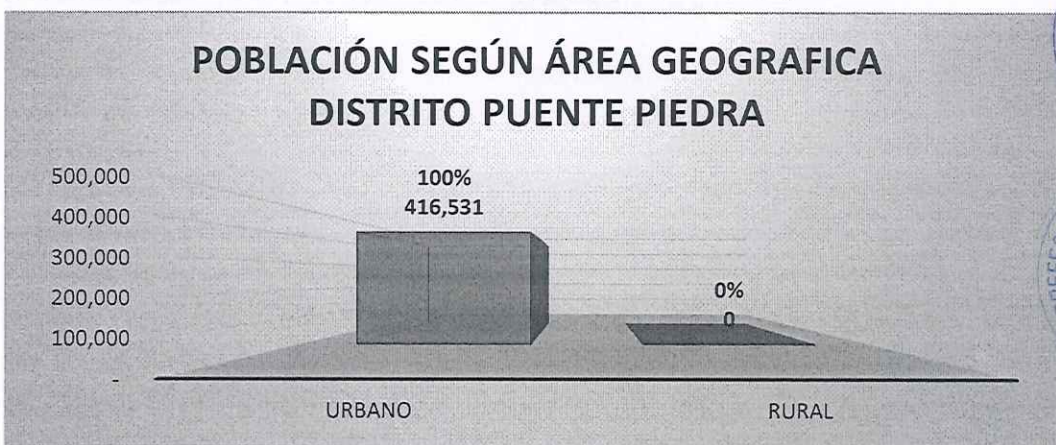 POBLACIÓN SEGÚN ÁREA GEOGRAFICA
DISTRITO PUENTE PIEDRA
500,000
400,000
300,000
200,000
100,000
-
100%
416,531
0%
0
URBANO
RURAL